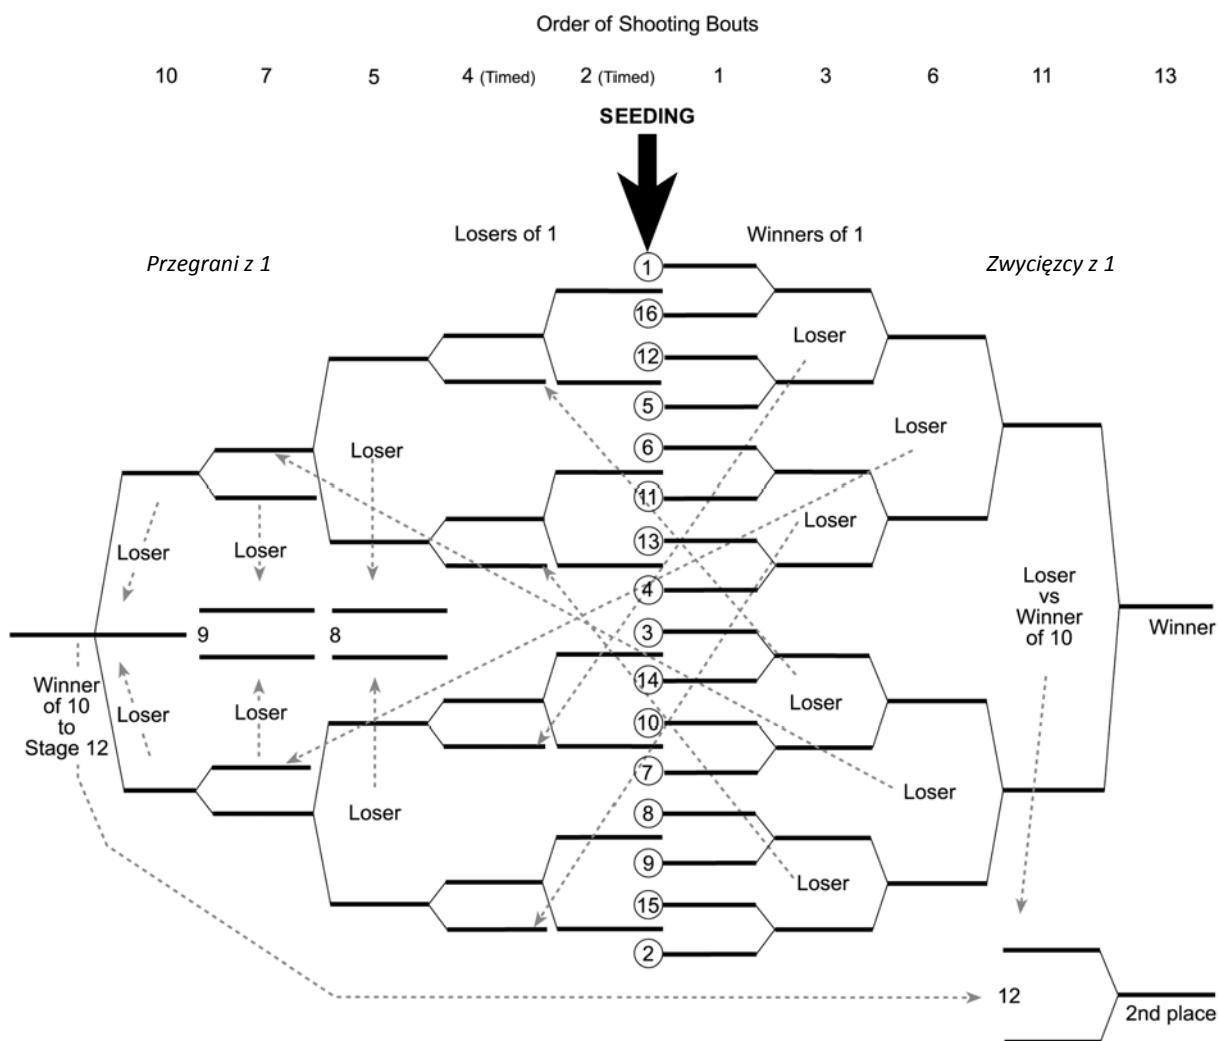 Order of Shooting Bouts
10 7 5 4 (Timed) 2 (Timed) 1 3 6 11 13
SEEDING
Losers of 1 Winners of 1
Przegrani z 1 Zwycięzcy z 1
1
16
Loser
12
5
Loser
6
Loser
11
Loser
13
Loser Loser
4
Loser
vs
Winner
of 10
9 8
3
Winner
14
Winner
of 10
to
Stage 12
Loser
Loser
Loser
10
7
Loser
Loser
8
9
Loser
15
2
12
2nd place